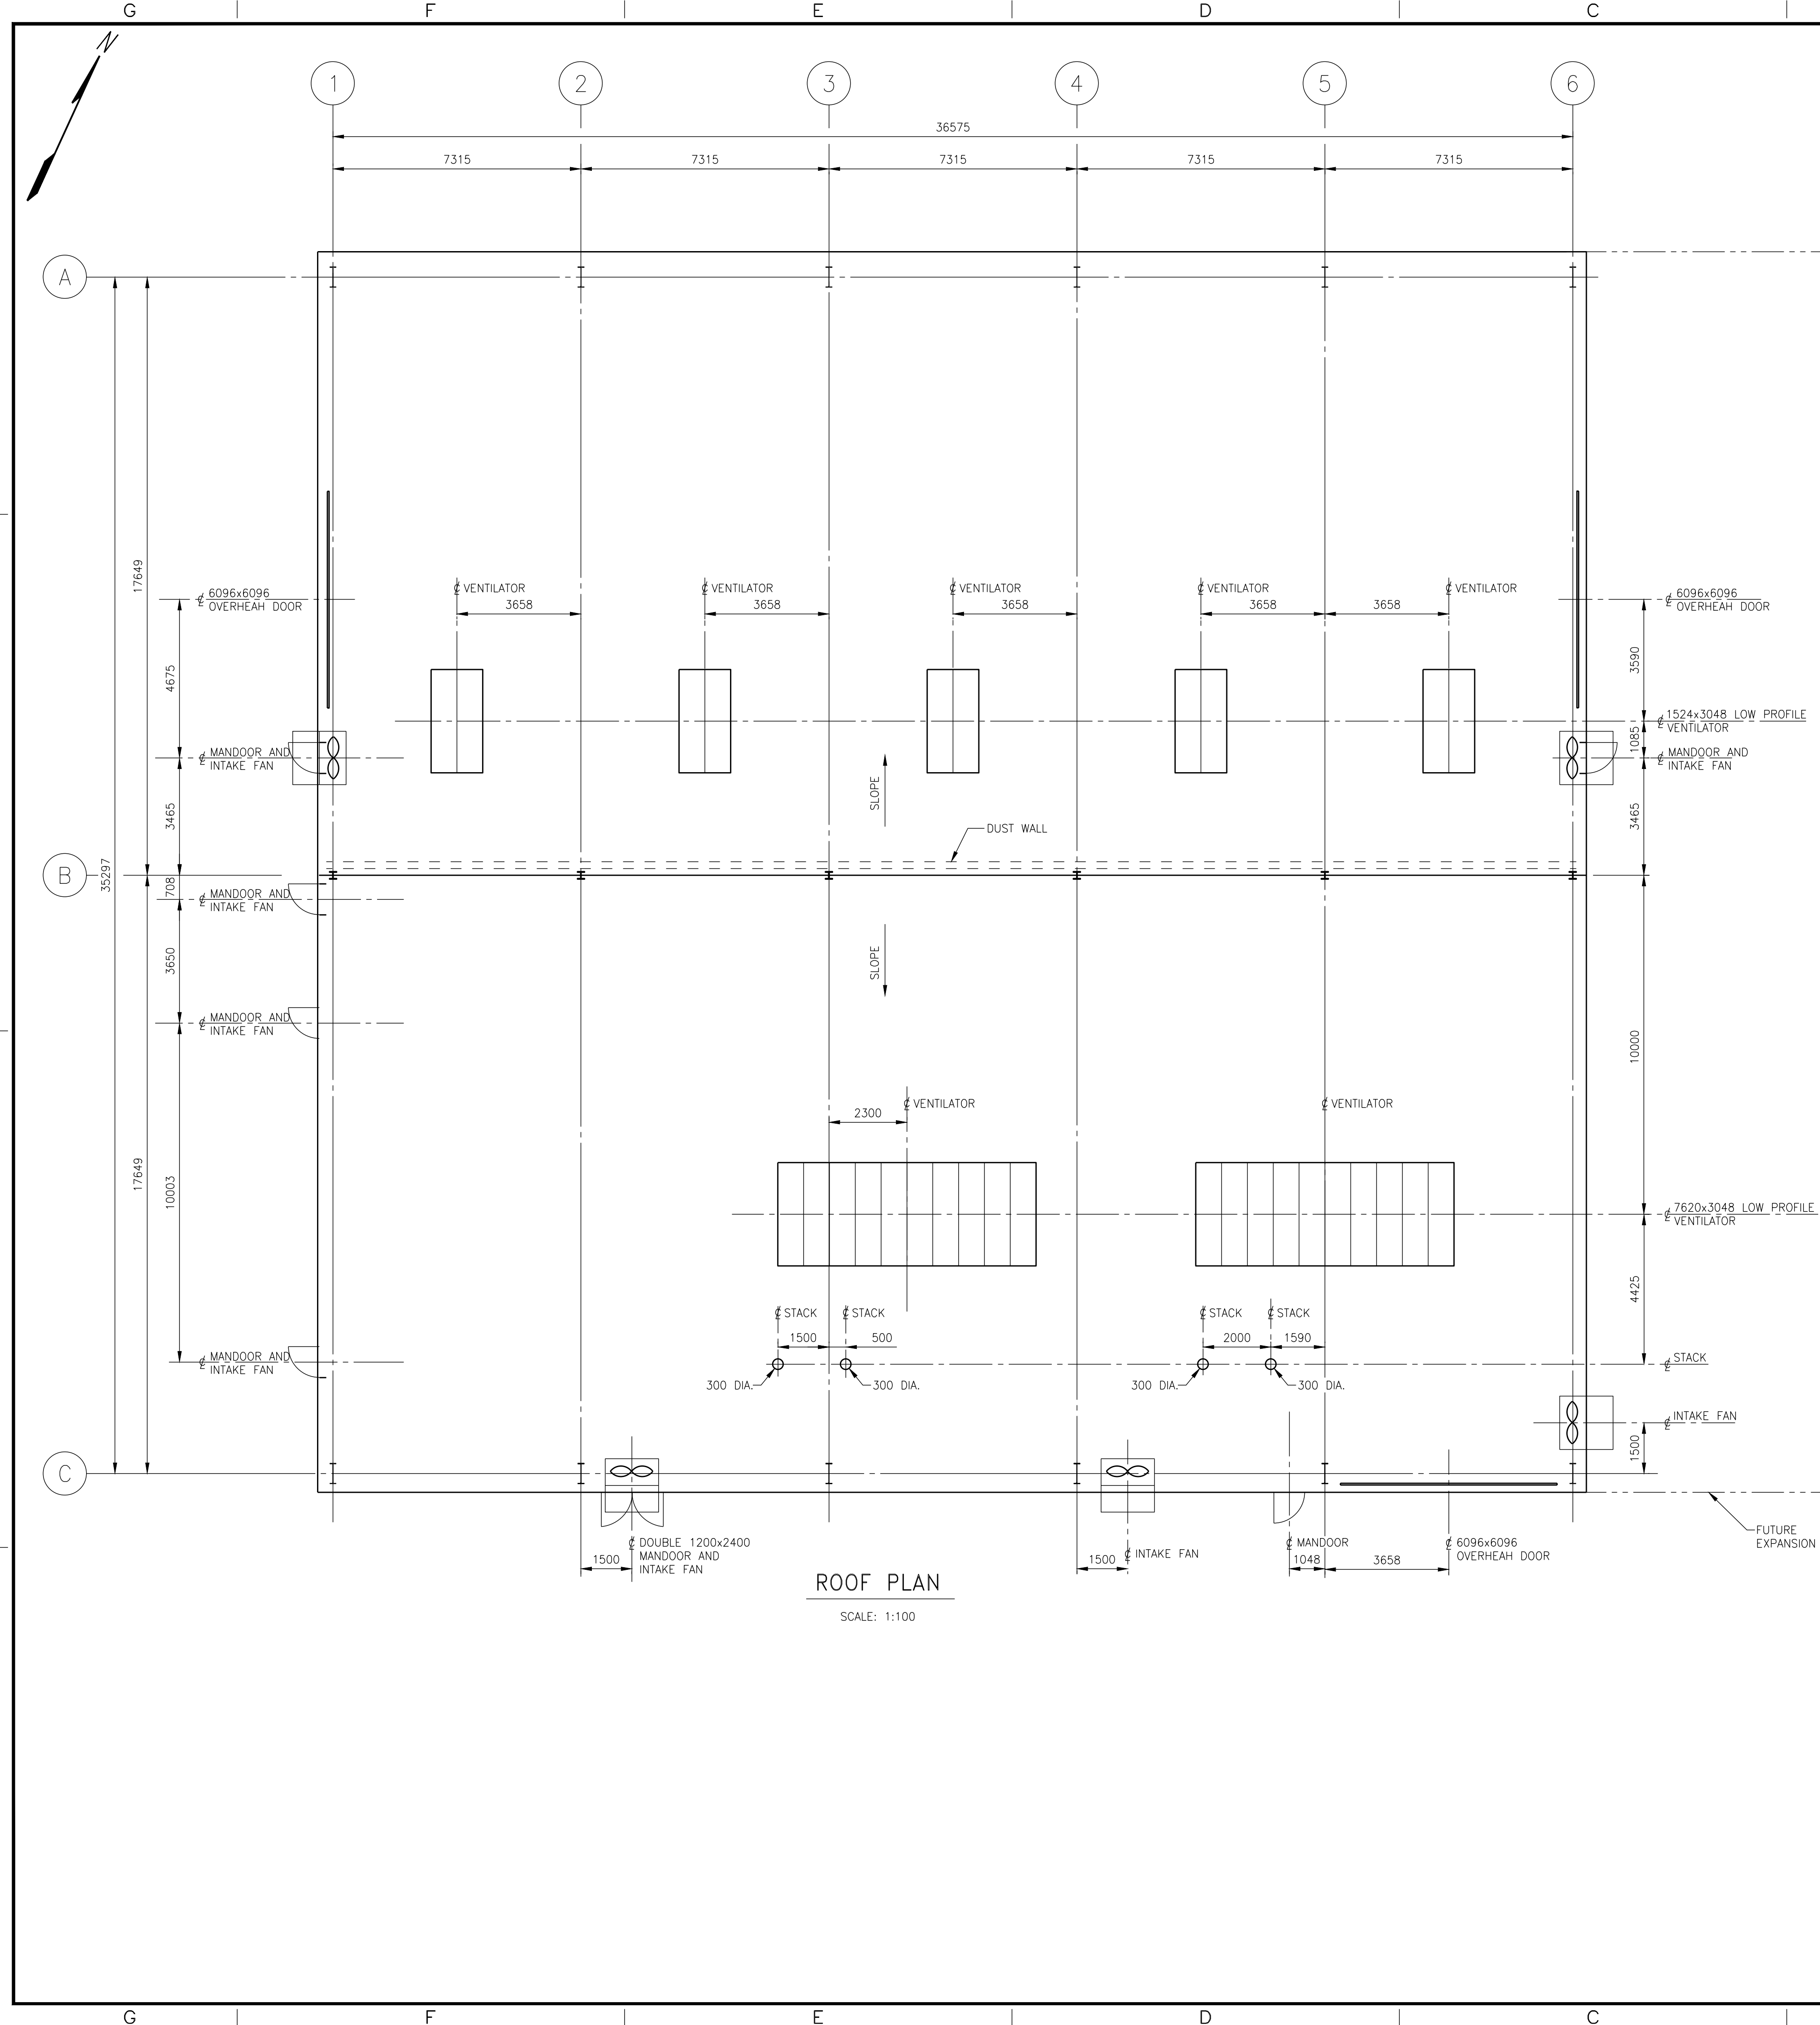 G F E D C
N
1 2 3 4 5 6
36575
7315 7315 7315 7315 7315
A
17649
6096x6096
OVERHEAH DOOR
℄ VENTILATOR
3658
℄ VENTILATOR
3658
℄ VENTILATOR
3658
℄ VENTILATOR
3658
℄ VENTILATOR
3658
℄ 6096x6096
OVERHEAH DOOR
4675
3590
℄ 1524x3048 LOW PROFILE
VENTILATOR
1085
℄ MANDOOR AND
INTAKE FAN
℄ MANDOOR AND
INTAKE FAN
SLOPE
3465
3465
DUST WALL
B
35297
708
℄ MANDOOR AND
INTAKE FAN
3650
SLOPE
℄ MANDOOR AND
INTAKE FAN
10000
℄ VENTILATOR
2300
℄ VENTILATOR
17649
10003
℄ 7620x3048 LOW PROFILE
VENTILATOR
4425
℄ STACK
℄ STACK
℄ STACK
℄ STACK
1500 500
2000 1590
℄ MANDOOR AND
INTAKE FAN
℄ STACK
300 DIA.
300 DIA.
300 DIA.
300 DIA.
℄ INTAKE FAN
1500
C
℄ DOUBLE 1200x2400
MANDOOR AND
INTAKE FAN
1500
℄ INTAKE FAN
1500
℄ MANDOOR
1048
℄ 6096x6096
OVERHEAH DOOR
3658
FUTURE
EXPANSION
ROOF PLAN
SCALE: 1:100
G F E D C